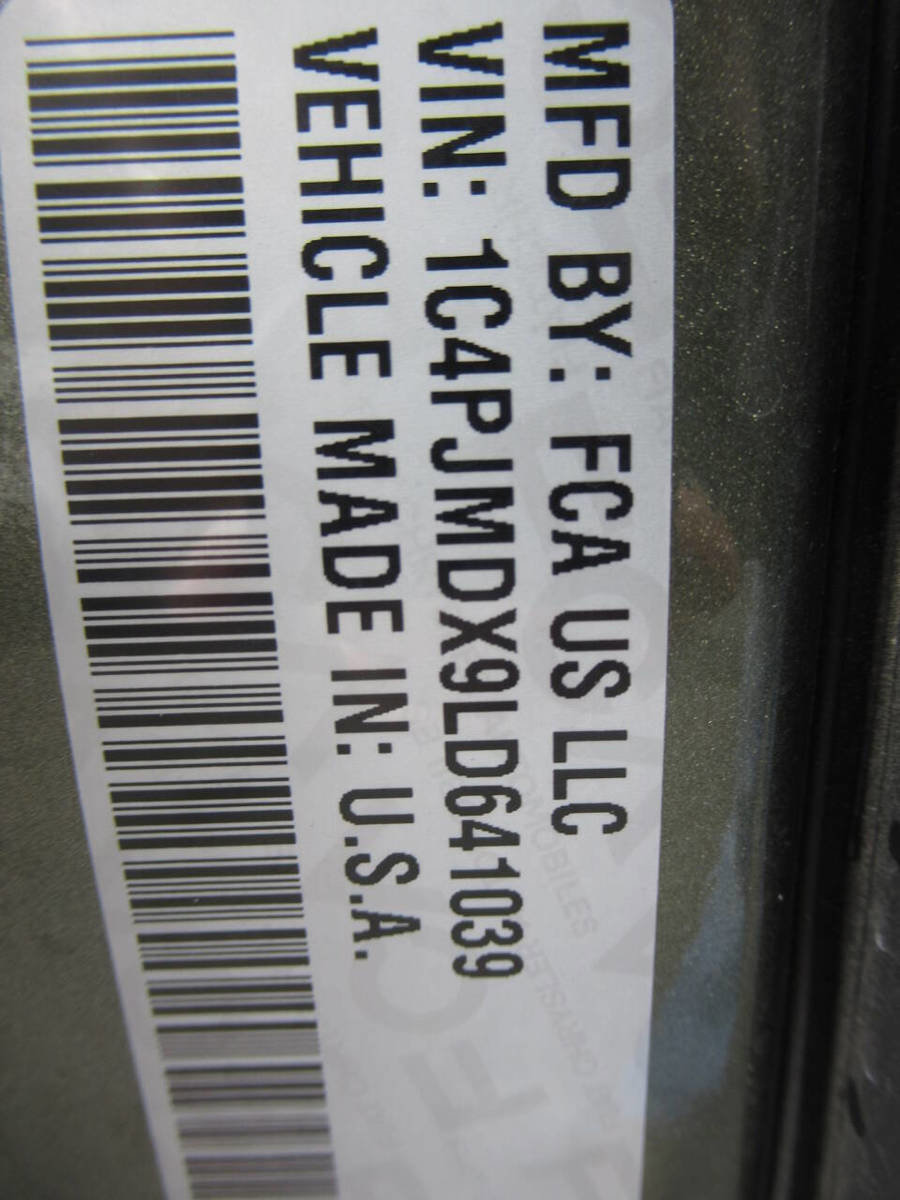 MFD BY: FCA US LLC
VIN: 1C4PJMDX9LD641039
VEHICLE MADE IN: U.S.A.